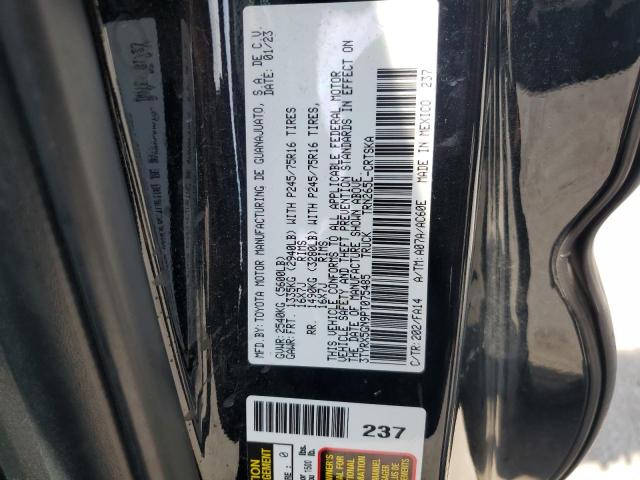 MFD. BY: TOYOTA MOTOR MANUFACTURING DE GUANAJUATO, S.A. DE C.V.
DATE: 01/23
GVWR: 2540KG (5600LB)
GAWR: FRT. 1335KG (2940LB) WITH P245/75R16 TIRES,
16X7J RIMS
RR. 1490KG (3280LB) WITH P245/75R16 TIRES,
16X7J RIMS
THIS VEHICLE CONFORMS TO ALL APPLICABLE FEDERAL MOTOR
VEHICLE SAFETY AND THEFT PREVENTION STANDARDS IN EFFECT ON
THE DATE OF MANUFACTURE SHOWN ABOVE.
3TYRX5GN9PT075485 TRUCK TRN265L-CRTSKA
C/TR: 202/FA14 A/TM: A07A/AC60E MADE IN MEXICO 237
237